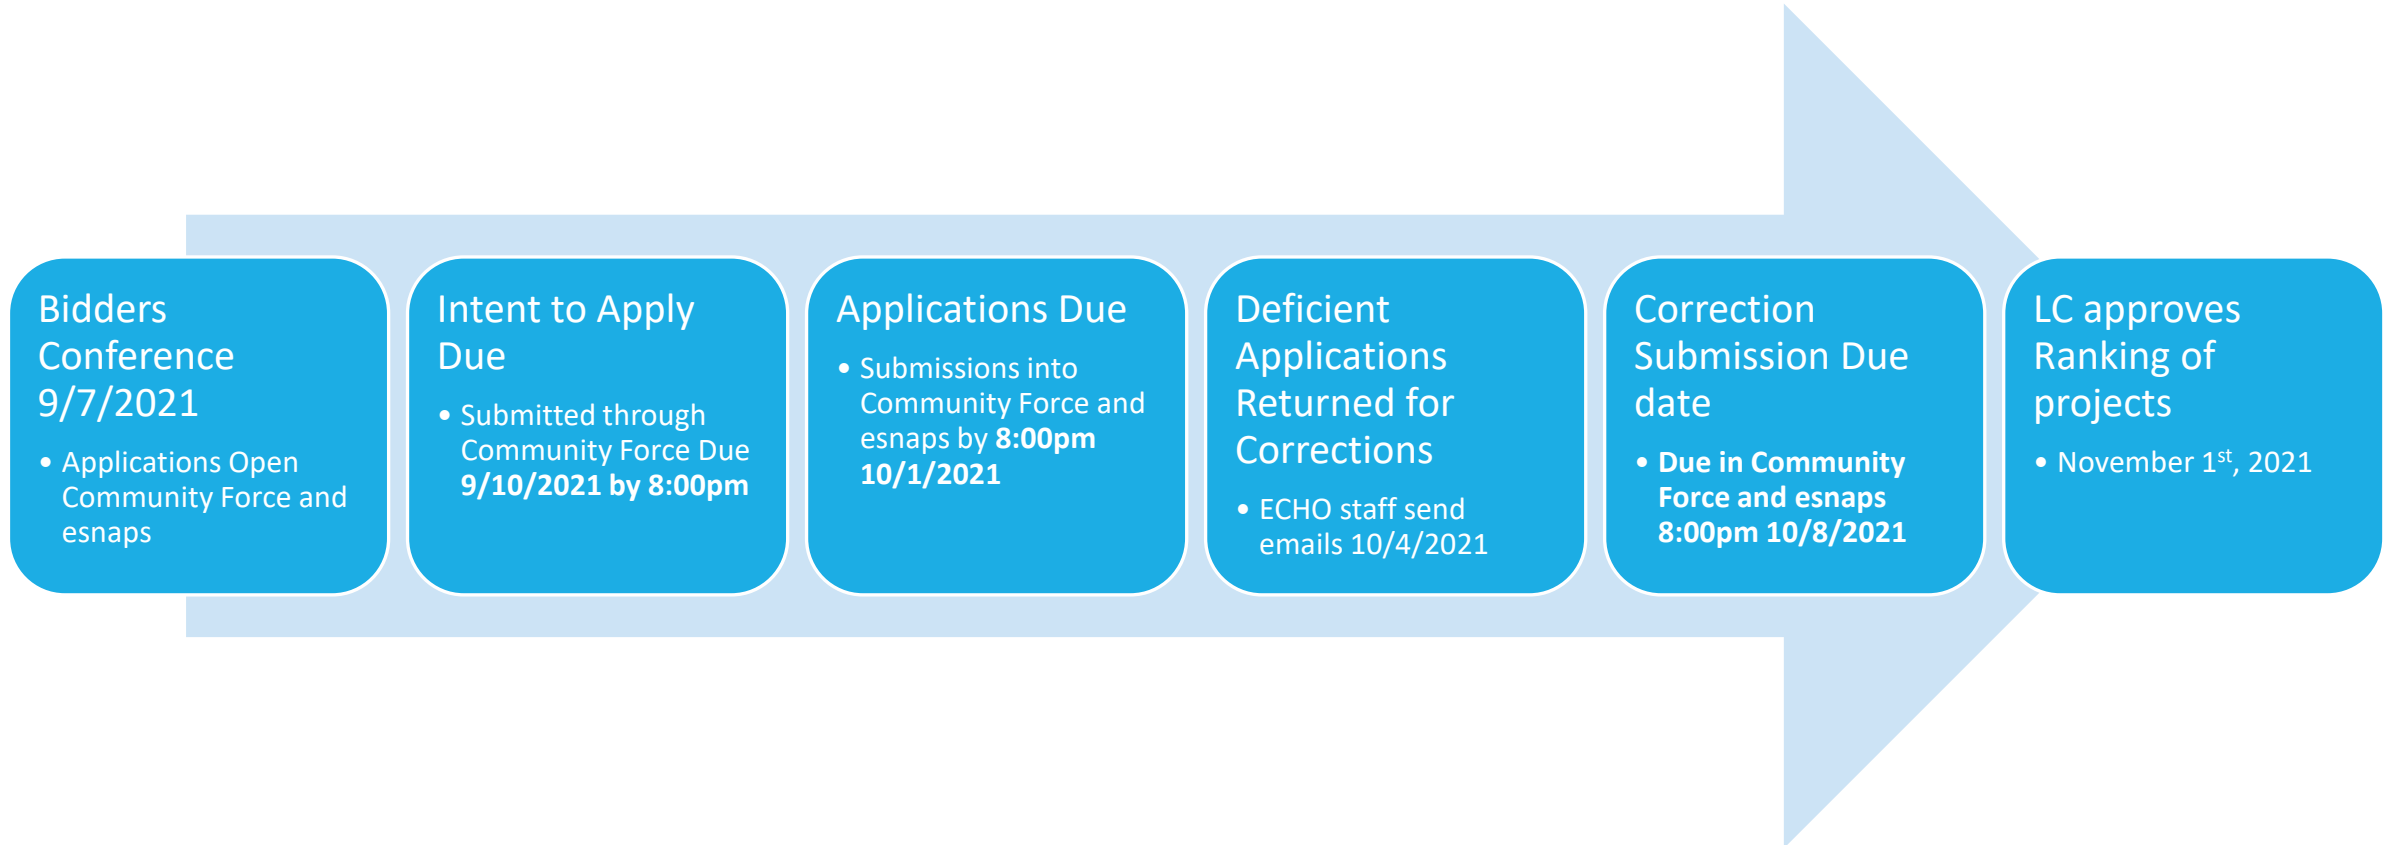 Bidders
Conference
9/7/2021
• Applications Open
Community Force and
esnaps
Intent to Apply
Due
• Submitted through
Community Force Due
9/10/2021 by 8:00pm
Applications Due
• Submissions into
Community Force and
esnaps by 8:00pm
10/1/2021
Deficient
Applications
Returned for
Corrections
• ECHO staff send
emails 10/4/2021
Correction
Submission Due
date
• Due in Community
Force and esnaps
8:00pm 10/8/2021
LC approves
Ranking of
projects
• November 1st, 2021